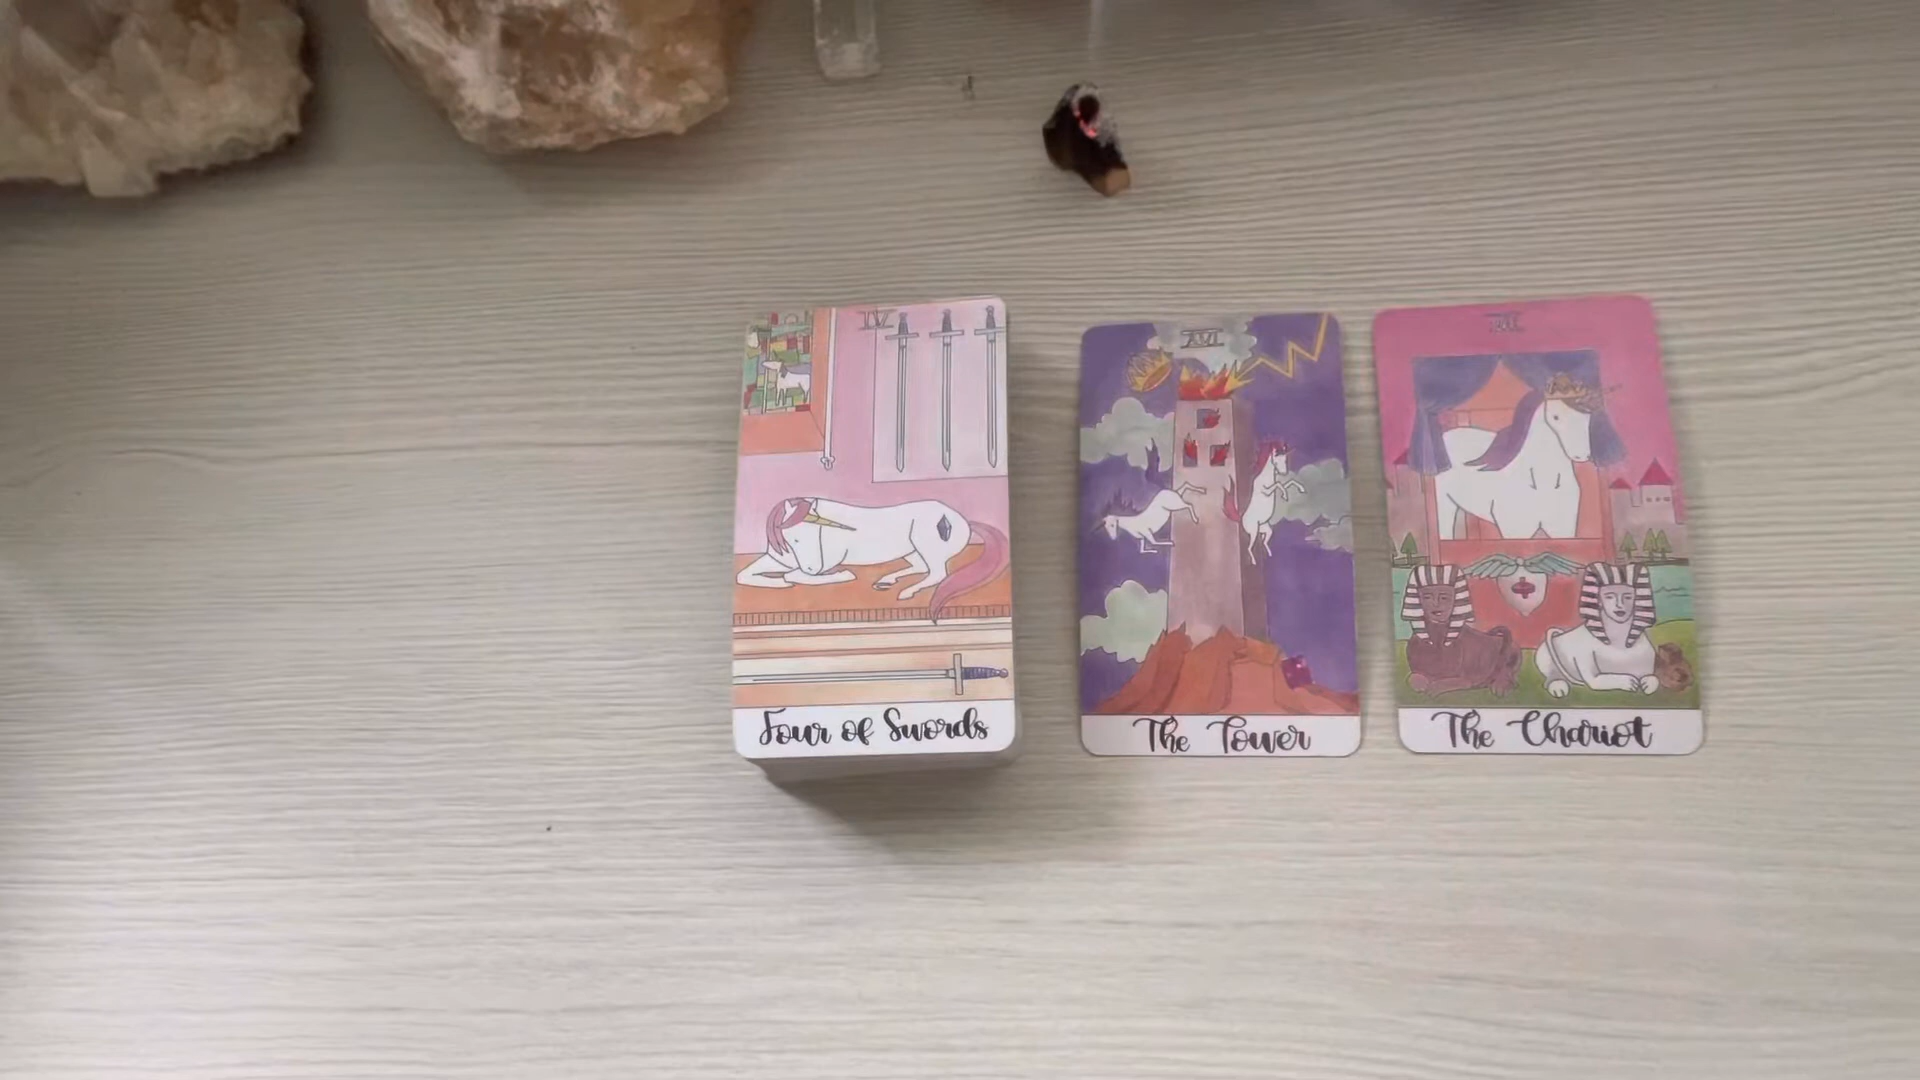 IV
XVI
VII
Four of Swords
The Tower
The Chariot